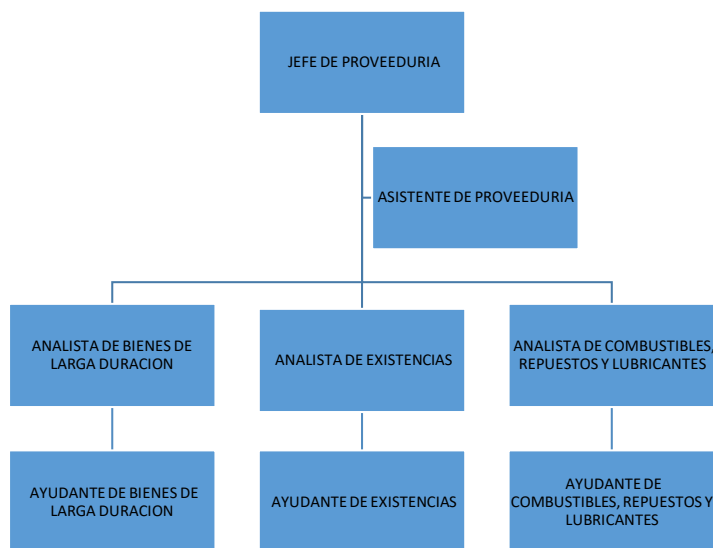 JEFE DE PROVEEDURIA
ASISTENTE DE PROVEEDURIA
ANALISTA DE BIENES DE
LARGA DURACION
ANALISTA DE EXISTENCIAS
ANALISTA DE COMBUSTIBLES,
REPUESTOS Y LUBRICANTES
AYUDANTE DE BIENES DE
LARGA DURACION
AYUDANTE DE EXISTENCIAS
AYUDANTE DE
COMBUSTIBLES, REPUESTOS Y
LUBRICANTES